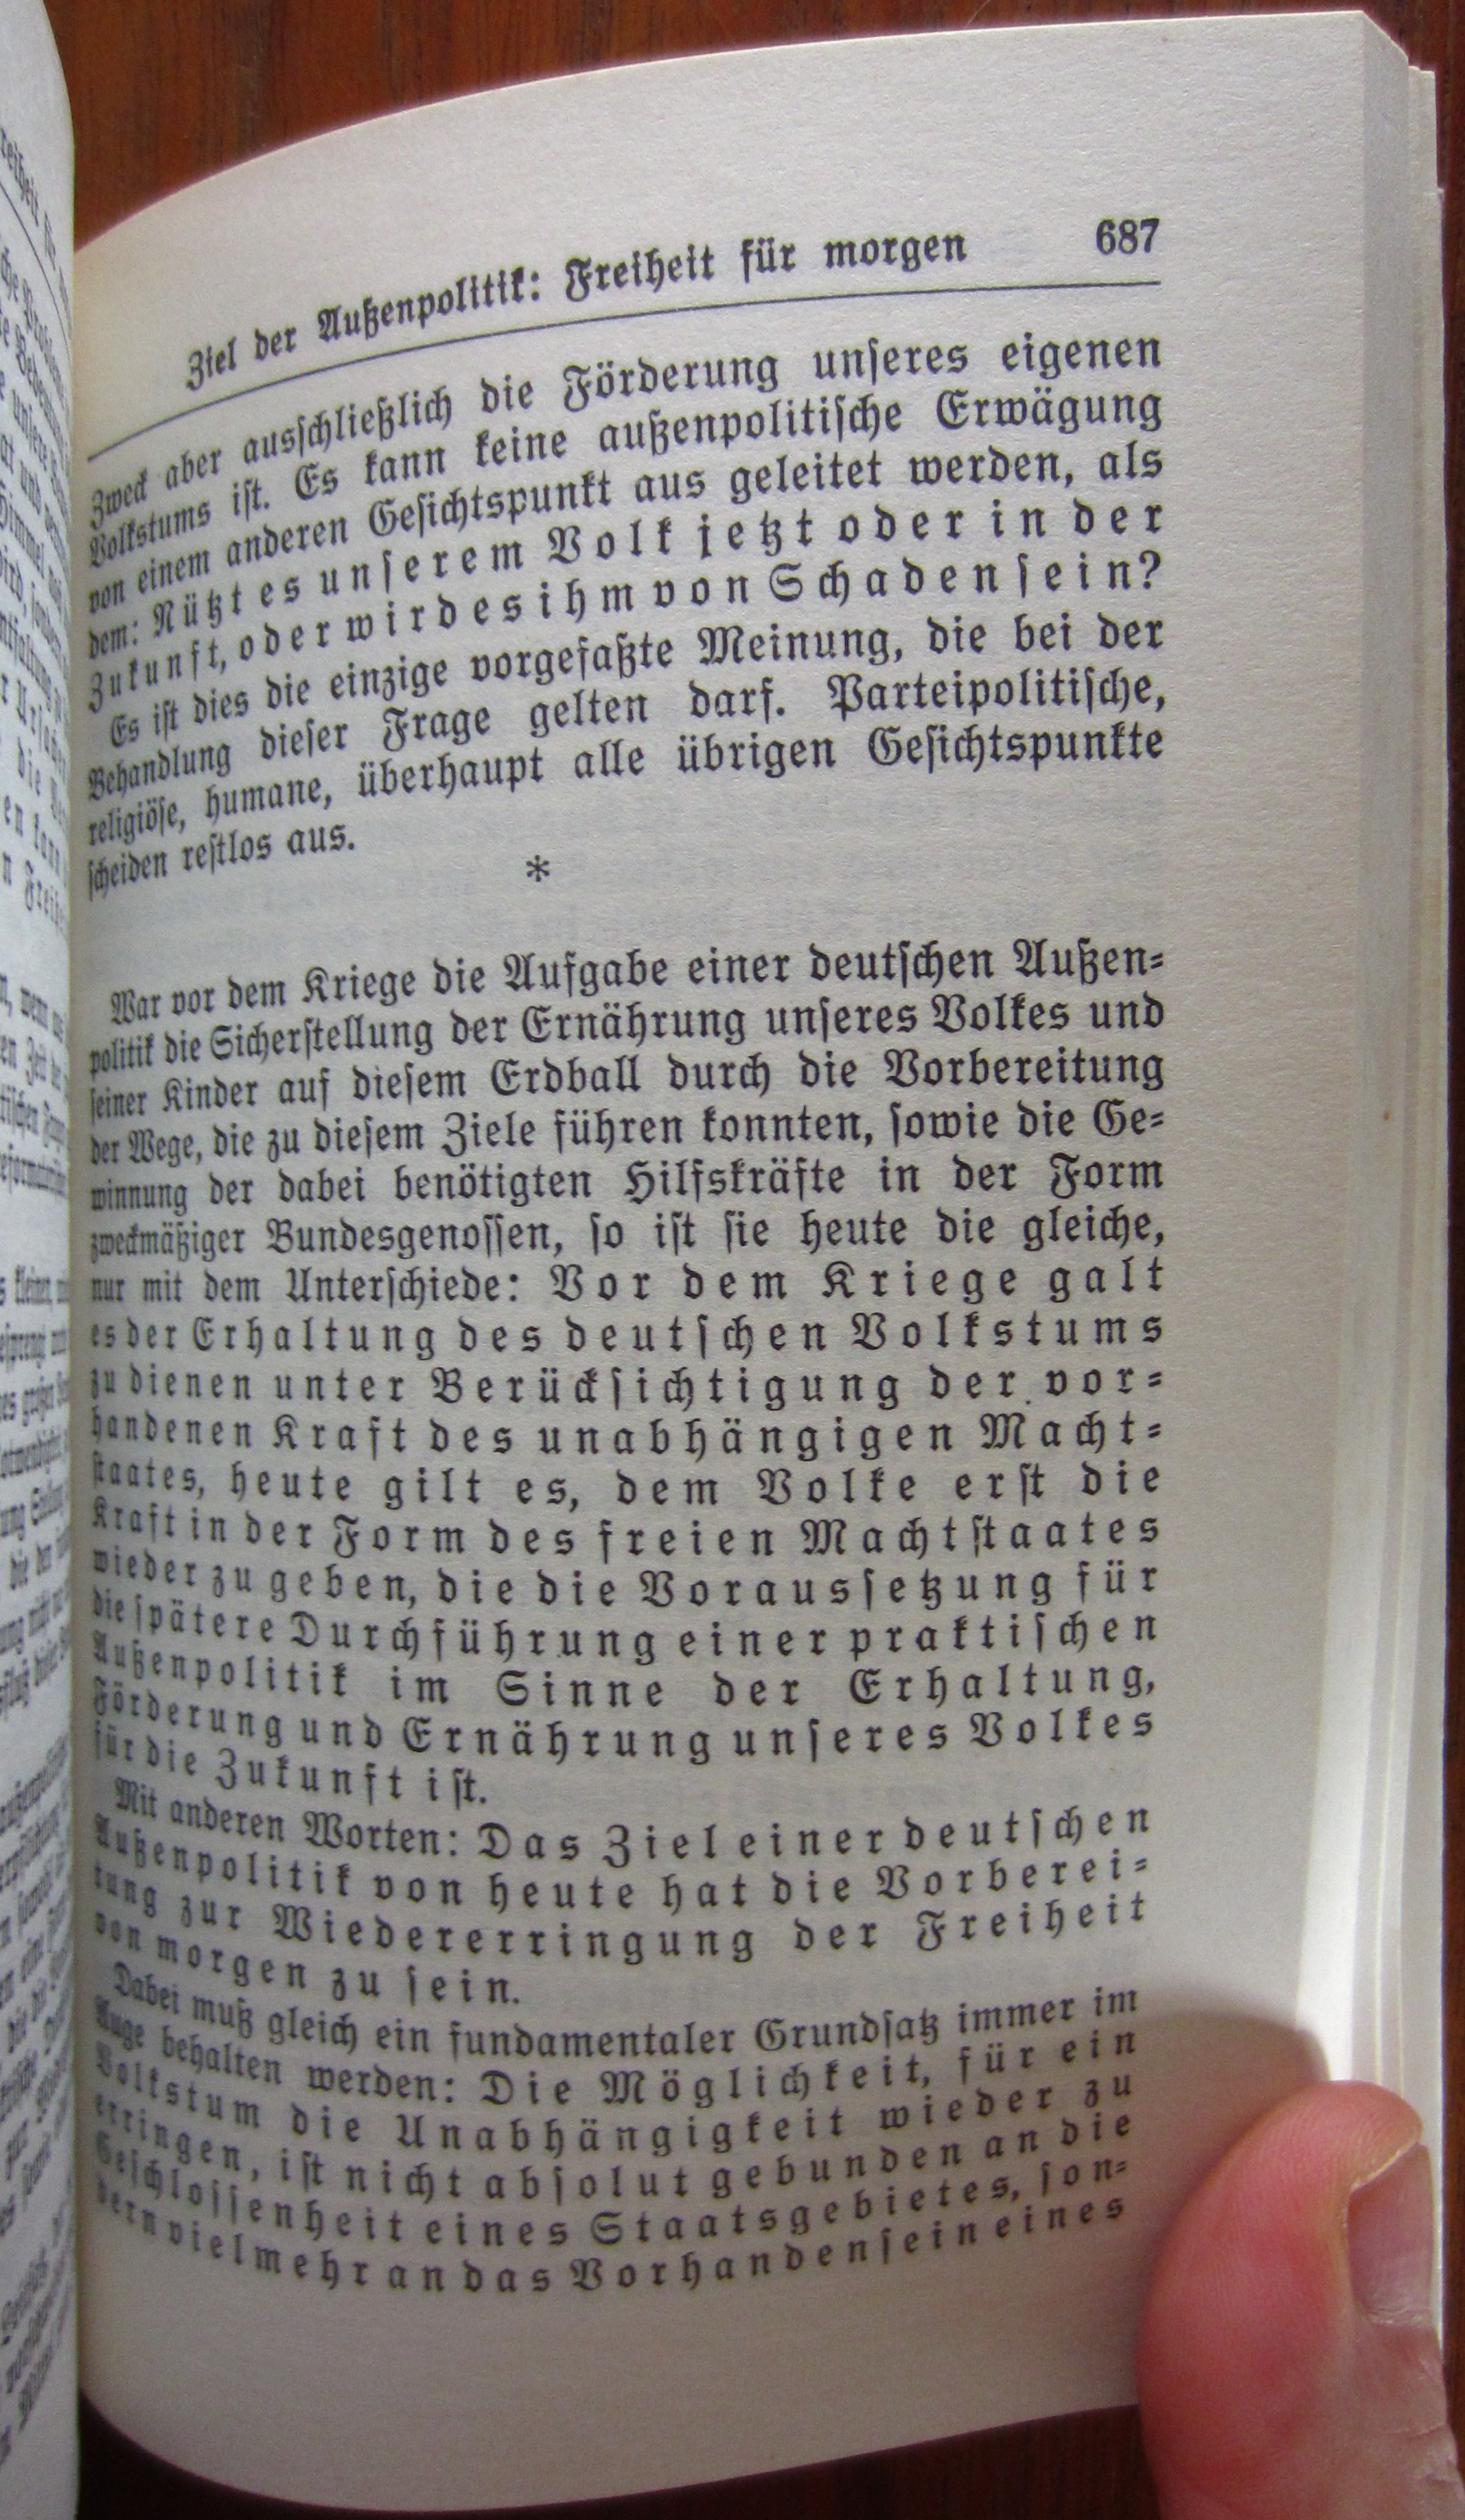 Ziel der Außenpolitik: Freiheit für morgen 687
Zweck aber ausschließlich die Förderung unseres eigenen
Volkstums ist. Es kann keine außenpolitische Erwägung
von einem anderen Gesichtspunkt aus geleitet werden, als
dem: Nützt es unserem Volk jetzt oder in der
Zukunft, oder wird es ihm von Schaden sein?
Es ist dies die einzige vorgefaßte Meinung, die bei der
Behandlung dieser Frage gelten darf. Parteipolitische,
religiöse, humane, überhaupt alle übrigen Gesichtspunkte
scheiden restlos aus.
*
War vor dem Kriege die Aufgabe einer deutschen Außen-
politik die Sicherstellung der Ernährung unseres Volkes und
seiner Kinder auf diesem Erdball durch die Vorbereitung
der Wege, die zu diesem Ziele führen konnten, sowie die Ge-
winnung der dabei benötigten Hilfskräfte in der Form
zweckmäßiger Bundesgenossen, so ist sie heute die gleiche,
nur mit dem Unterschiede: Vor dem Kriege galt
es der Erhaltung des deutschen Volkstums
zu dienen unter Berücksichtigung der vor-
handenen Kraft des unabhängigen Macht-
staates, heute gilt es, dem Volke erst die
Kraft in der Form des freien Machtstaates
wieder zu geben, die die Voraussetzung für
die spätere Durchführung einer praktischen
Außenpolitik im Sinne der Erhaltung,
Förderung und Ernährung unseres Volkes
für die Zukunft ist.
Mit anderen Worten: Das Ziel einer deutschen
Außenpolitik von heute hat die Vorberei-
tung zur Wiedererringung der Freiheit
von morgen zu sein.
Dabei muß gleich ein fundamentaler Grundsatz immer im
Auge behalten werden: Die Möglichkeit, für ein
Volkstum die Unabhängigkeit wieder zu
erringen, ist nicht absolut gebunden an die
Geschlossenheit eines Staatsgebietes, son-
dern vielmehr an das Vorhandensein eines